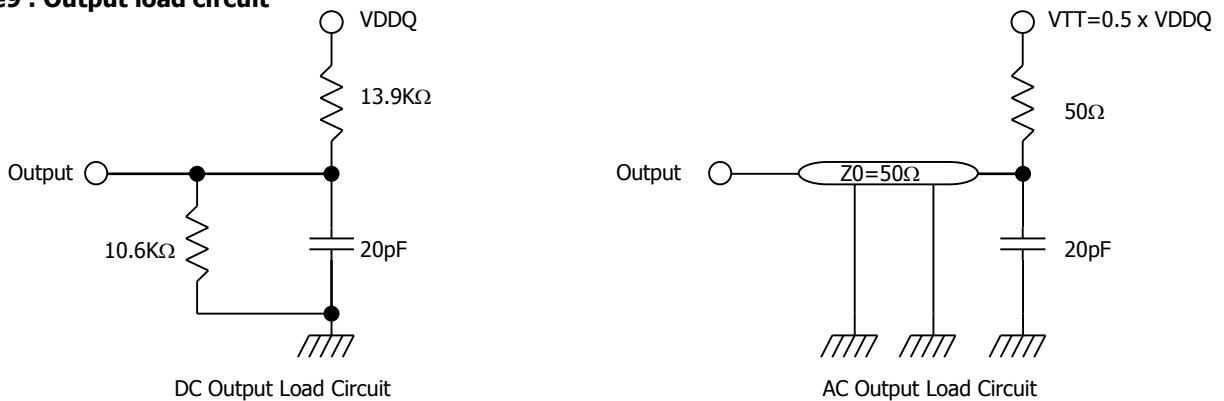 : Output load circuit
VDDQ
13.9KΩ
Output
10.6KΩ
20pF
DC Output Load Circuit
VTT=0.5 x VDDQ
50Ω
Output
Z0=50Ω
20pF
AC Output Load Circuit